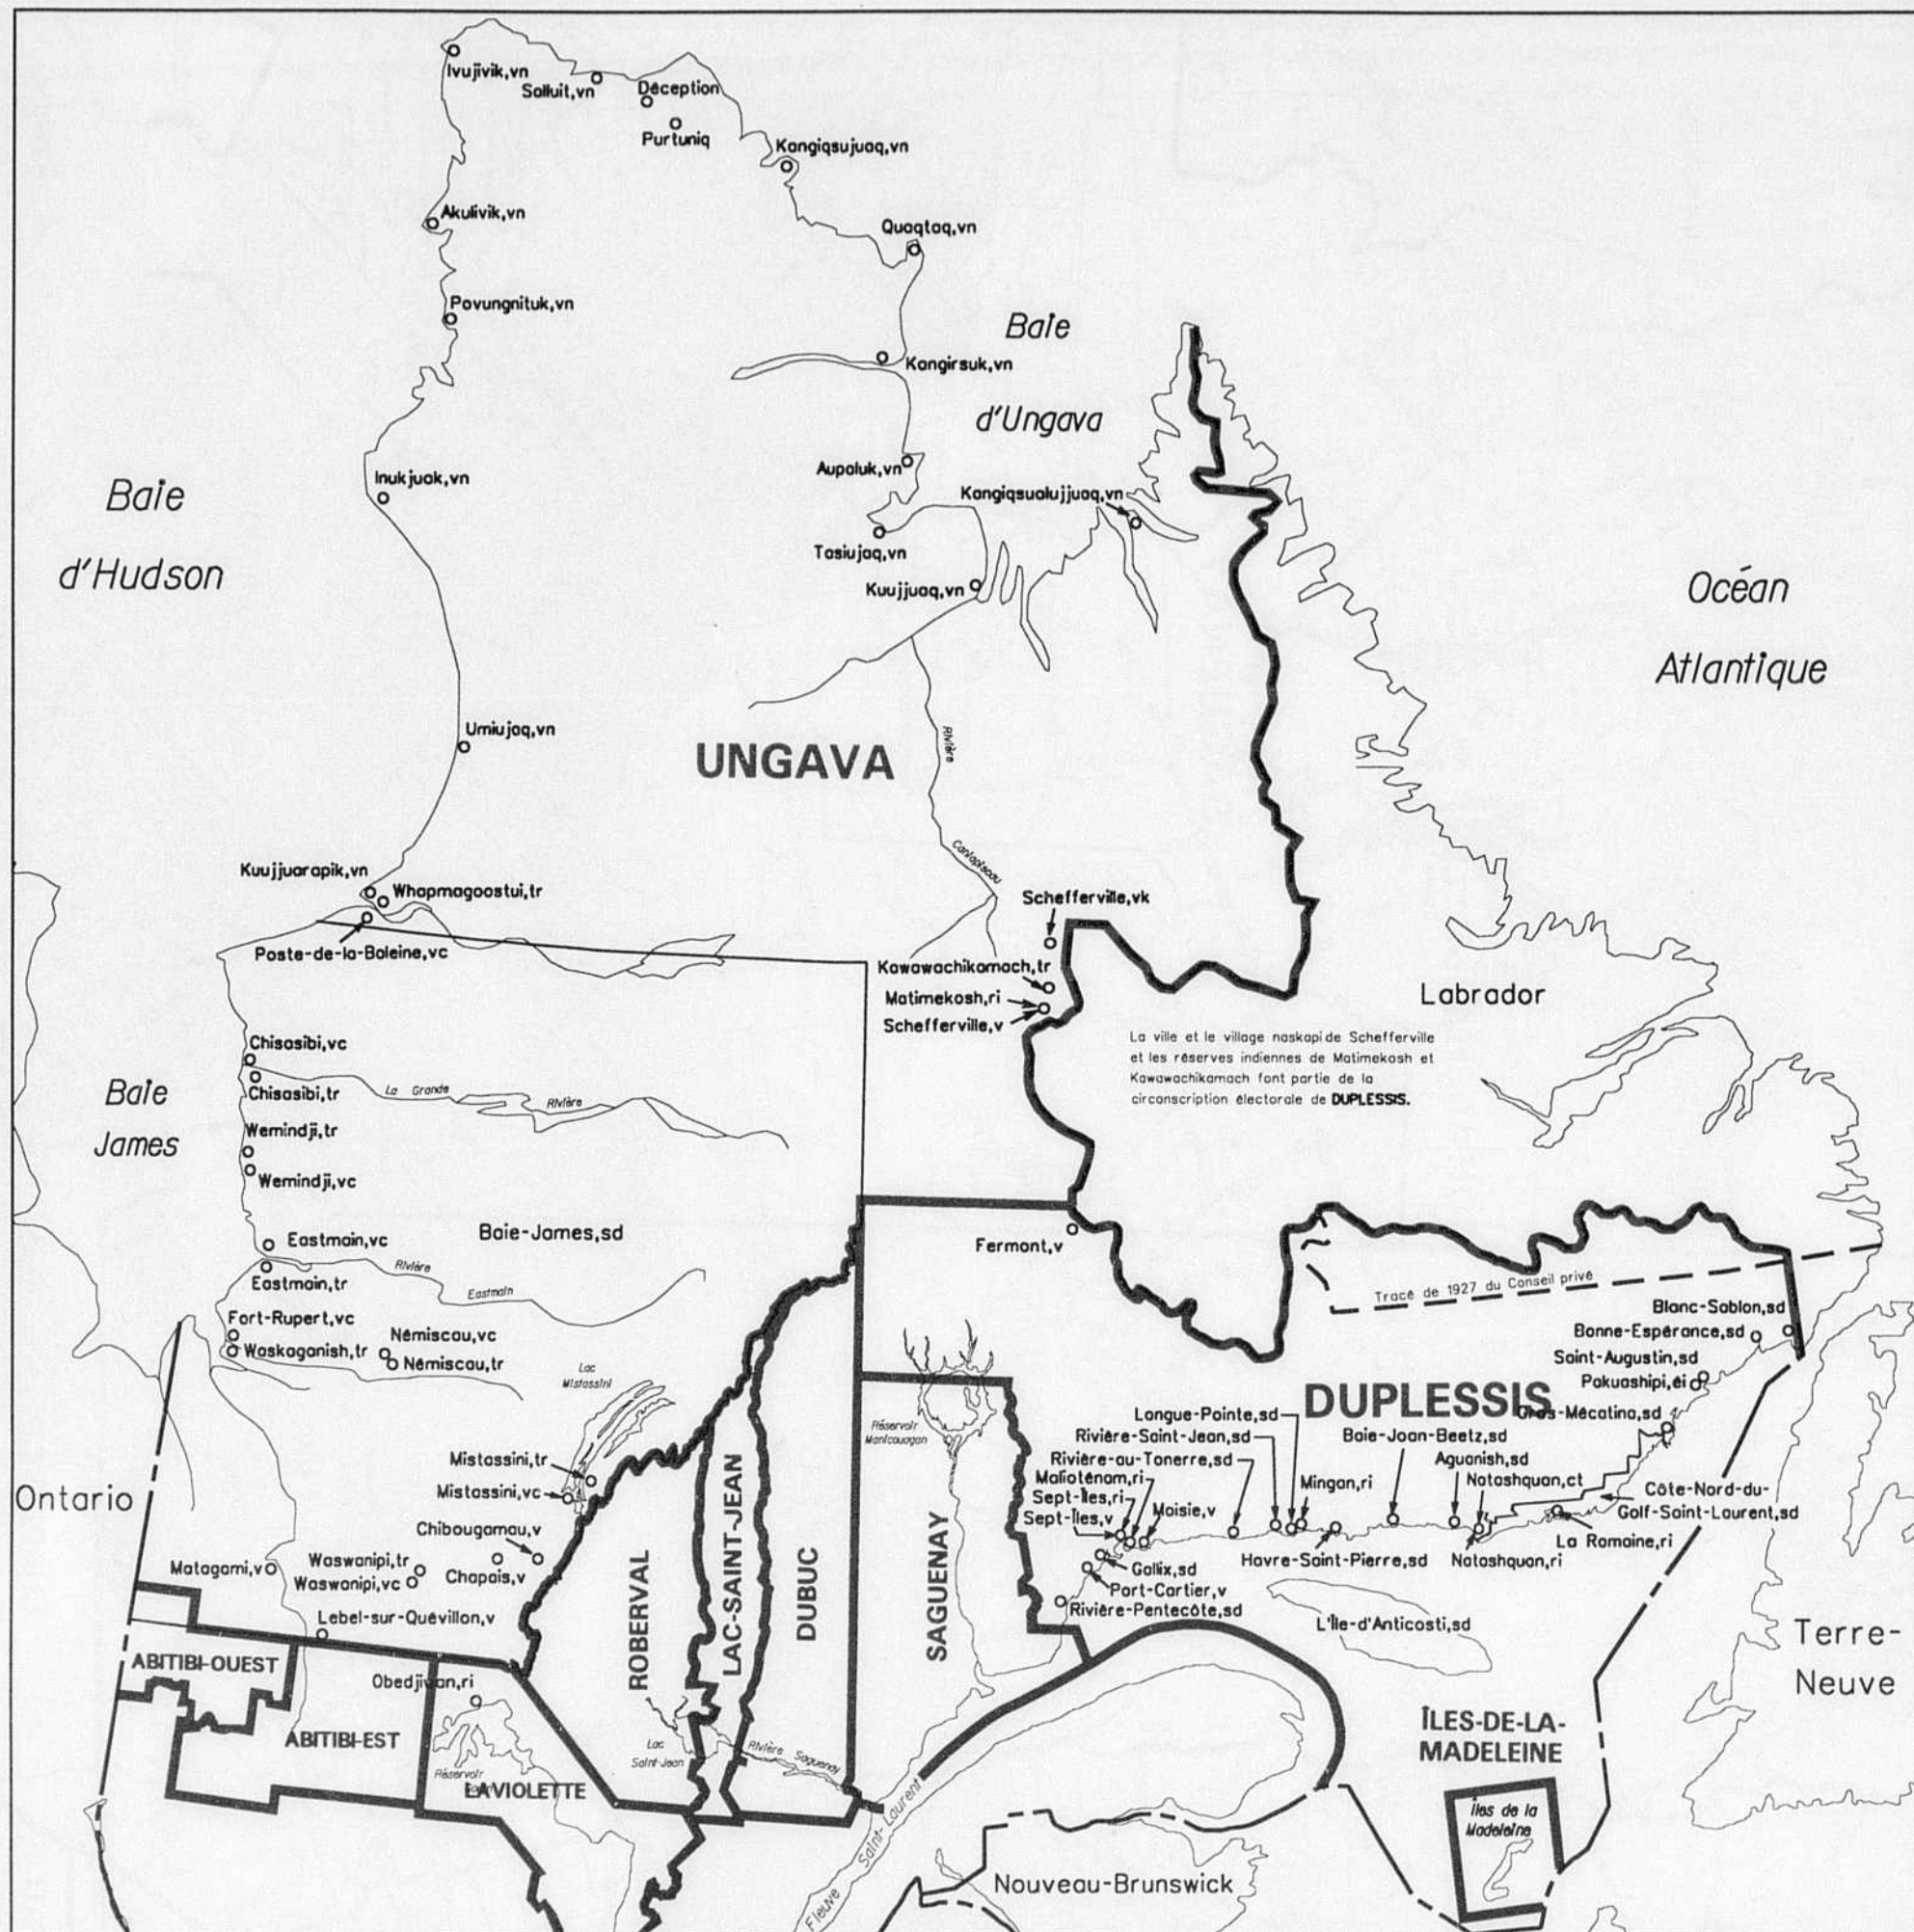 Ivujivik,vn
Salluit,vn
Déception
Purtuniq
Kangiqsujuaq,vn
Akulivik,vn
Quaqtaq,vn
Povungnituk,vn
Baie
d'Ungava
Kangirsuk,vn
Baie
d'Hudson
Inukjuak,vn
Aupaluk,vn
Kangiqsualujjuaq,vn
Tasiujaq,vn
Kuujjuaq,vn
Océan
Atlantique
Umiujaq,vn
UNGAVA
Rivière
Caniapiscau
Kuujjuarapik,vn
Whapmagoostui,tr
Poste-de-la-Baleine,vc
Schefferville,vk
Kawawachikamach,tr
Matimekosh,ri
Schefferville,v
Labrador
La ville et le village naskapi de Schefferville
et les réserves indiennes de Matimekosh et
Kawawachikamach font partie de la
circonscription électorale de DUPLESSIS.
Baie
James
Chisasibi,vc
Chisasibi,tr
La Grande
Rivière
Wemindji,tr
Wemindji,vc
Baie-James,sd
Eastmain,vc
Eastmain,tr
Rivière
Eastmain
Fermont,v
Tracé de 1927 du Conseil privé
Fort-Rupert,vc
Waskaganish,tr
Némiscau,vc
Némiscau,tr
Lac
Mistassini
Blanc-Sablon,sd
Bonne-Espérance,sd
Saint-Augustin,sd
Pakuashipi,éi
DUPLESSIS
Gros-Mécatina,sd
Réservoir
Manicouagan
Longue-Pointe,sd
Rivière-Saint-Jean,sd
Rivière-au-Tonerre,sd
Maliotenam,ri
Sept-Îles,ri
Sept-Îles,v
Moisie,v
Mingan,ri
Baie-Joan-Beetz,sd
Aguanish,sd
Natashquan,ct
Côte-Nord-du-
Golf-Saint-Laurent,sd
La Romaine,ri
Natashquan,ri
Havre-Saint-Pierre,sd
Gallix,sd
Port-Cartier,v
Rivière-Pentecôte,sd
L'Île-d'Anticosti,sd
Ontario
Mistassini,tr
Mistassini,vc
Chibougamau,v
Chapais,v
Waswanipi,tr
Waswanipi,vc
Matagami,v
Lebel-sur-Quévillon,v
ROBERVAL
LAC-SAINT-JEAN
DUBUC
SAGUENAY
ABITIBI-OUEST
ABITIBI-EST
Obedjiwan,ri
Réservoir
LAVIOLETTE
Lac
Saint-Jean
Rivière Saguenay
Fleuve Saint-Laurent
Nouveau-Brunswick
ÎLES-DE-LA-
MADELEINE
Îles de la
Madeleine
Terre-
Neuve